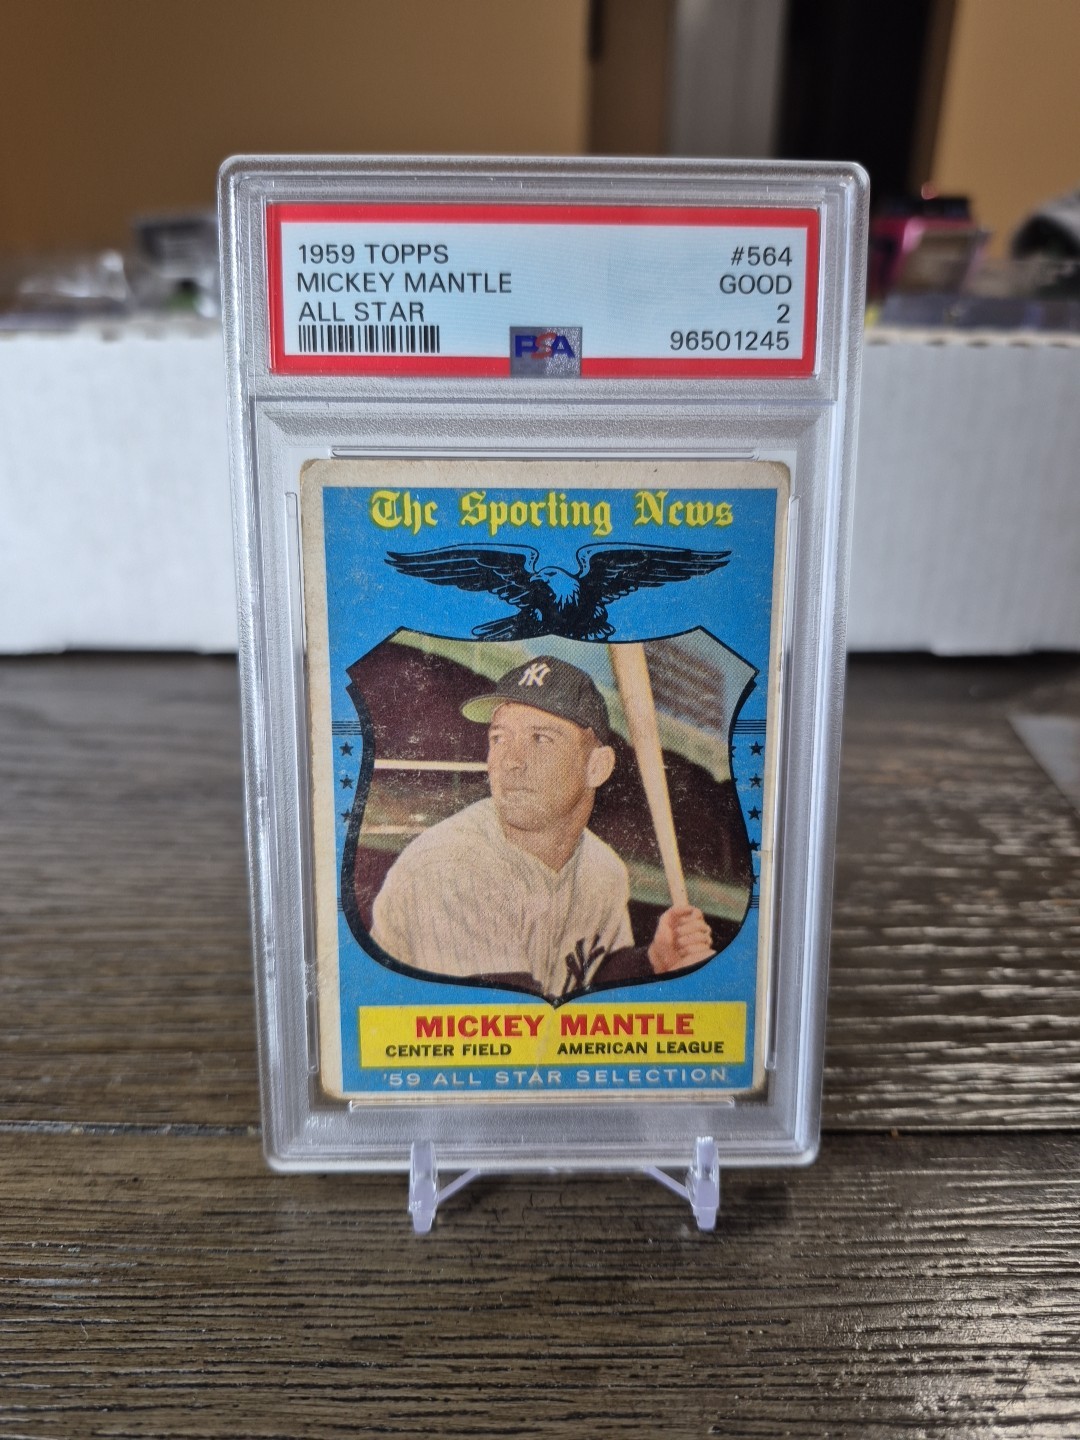 1959 TOPPS #564
MICKEY MANTLE GOOD
ALL STAR 2
PSA 96501245
The Sporting News
NY
NY
MICKEY MANTLE
CENTER FIELD AMERICAN LEAGUE
'59 ALL STAR SELECTION